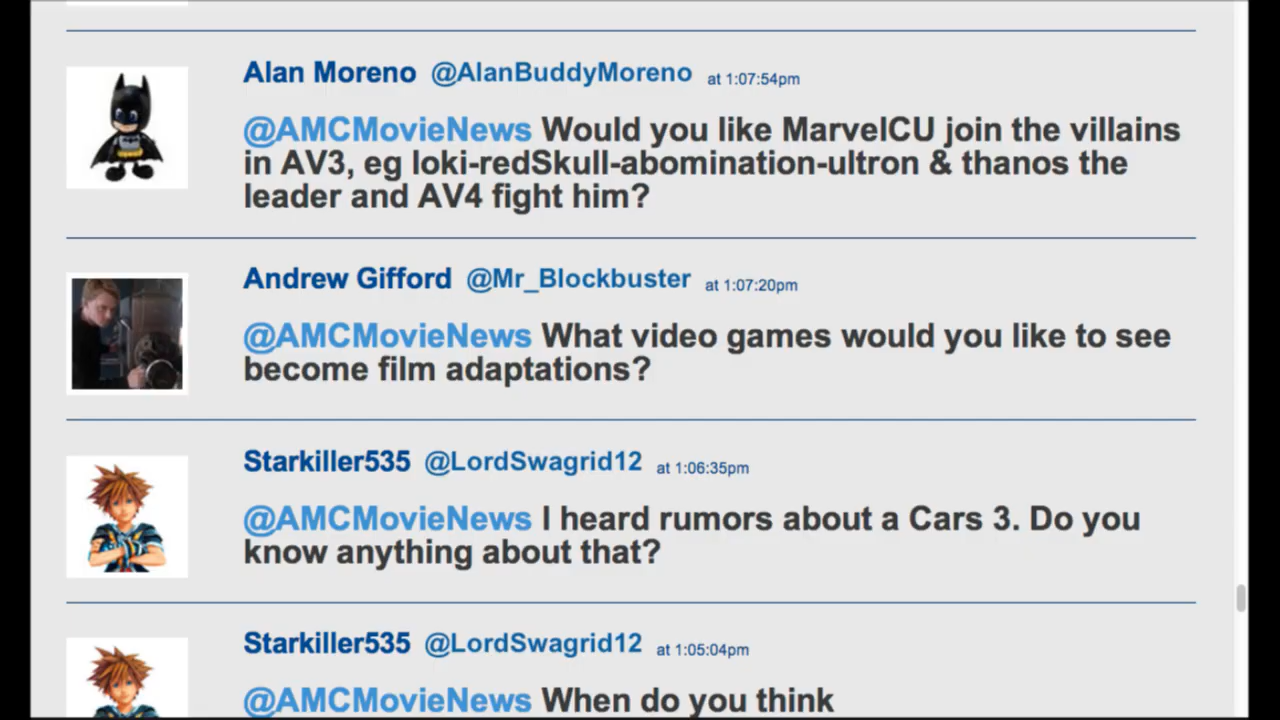 Alan Moreno @AlanBuddyMoreno at 1:07:54pm
@AMCMovieNews Would you like MarvelCU join the villains
in AV3, eg loki-redSkull-abomination-ultron & thanos the
leader and AV4 fight him?
Andrew Gifford @Mr_Blockbuster at 1:07:20pm
@AMCMovieNews What video games would you like to see
become film adaptations?
Starkiller535 @LordSwagrid12 at 1:06:35pm
@AMCMovieNews I heard rumors about a Cars 3. Do you
know anything about that?
Starkiller535 @LordSwagrid12 at 1:05:04pm
@AMCMovieNews When do you think